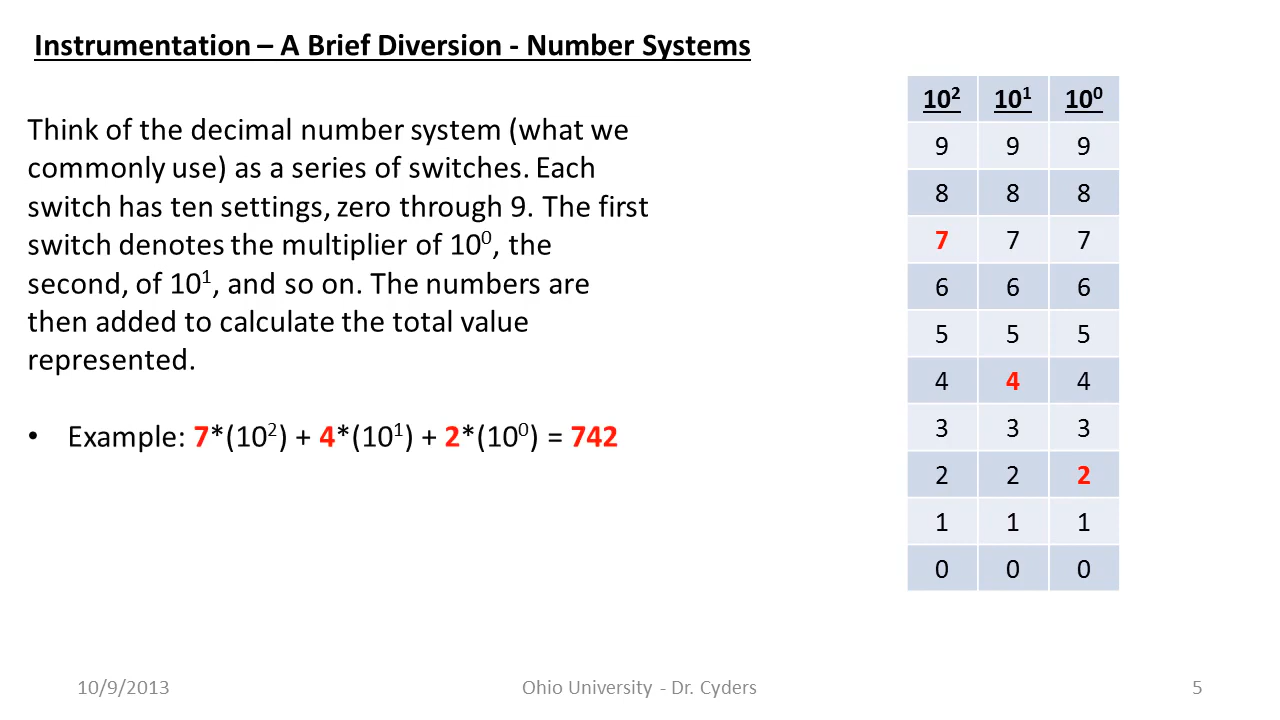 Instrumentation – A Brief Diversion - Number Systems
Think of the decimal number system (what we
commonly use) as a series of switches. Each
switch has ten settings, zero through 9. The first
switch denotes the multiplier of 10⁰, the
second, of 10¹, and so on. The numbers are
then added to calculate the total value
represented.
• Example: 7*(10²) + 4*(10¹) + 2*(10⁰) = 742
10² 10¹ 10⁰
9 9 9
8 8 8
7 7 7
6 6 6
5 5 5
4 4 4
3 3 3
2 2 2
1 1 1
0 0 0
10/9/2013 Ohio University - Dr. Cyders 5